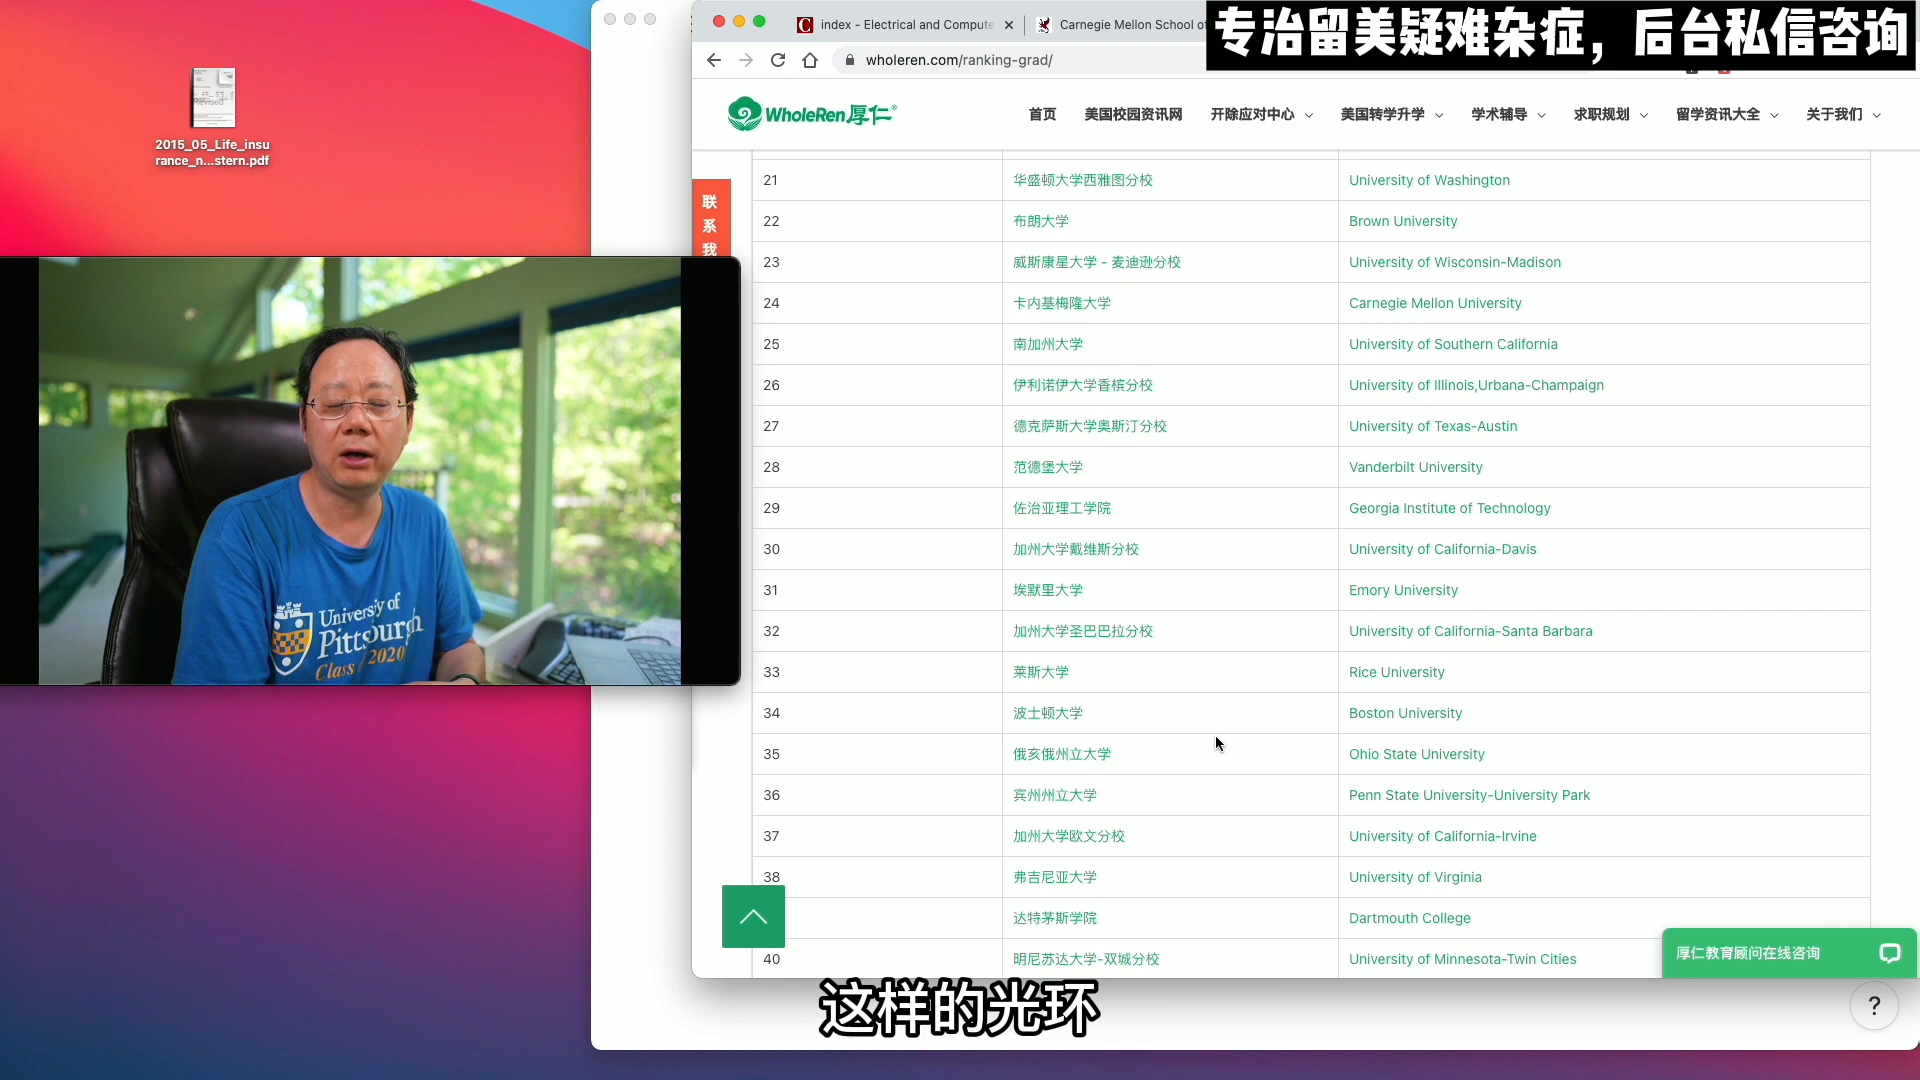 专治留美疑难杂症，后台私信咨询
index - Electrical and Compute
Carnegie Mellon School of
wholeren.com/ranking-grad/
2015_05_Life_insu
rance_n...stern.pdf
WholeRen厚仁
首页 美国校园资讯网 开除应对中心 美国转学升学 学术辅导 求职规划 留学资讯大全 关于我们
联
系
我
21 华盛顿大学西雅图分校 University of Washington
22 布朗大学 Brown University
23 威斯康星大学 - 麦迪逊分校 University of Wisconsin-Madison
24 卡内基梅隆大学 Carnegie Mellon University
25 南加州大学 University of Southern California
26 伊利诺伊大学香槟分校 University of Illinois,Urbana-Champaign
27 德克萨斯大学奥斯汀分校 University of Texas-Austin
28 范德堡大学 Vanderbilt University
29 佐治亚理工学院 Georgia Institute of Technology
30 加州大学戴维斯分校 University of California-Davis
31 埃默里大学 Emory University
32 加州大学圣巴巴拉分校 University of California-Santa Barbara
33 莱斯大学 Rice University
34 波士顿大学 Boston University
35 俄亥俄州立大学 Ohio State University
36 宾州州立大学 Penn State University-University Park
37 加州大学欧文分校 University of California-Irvine
38 弗吉尼亚大学 University of Virginia
达特茅斯学院 Dartmouth College
40 明尼苏达大学-双城分校 University of Minnesota-Twin Cities
University of
Pittsburgh
Class 2020
厚仁教育顾问在线咨询
?
这样的光环